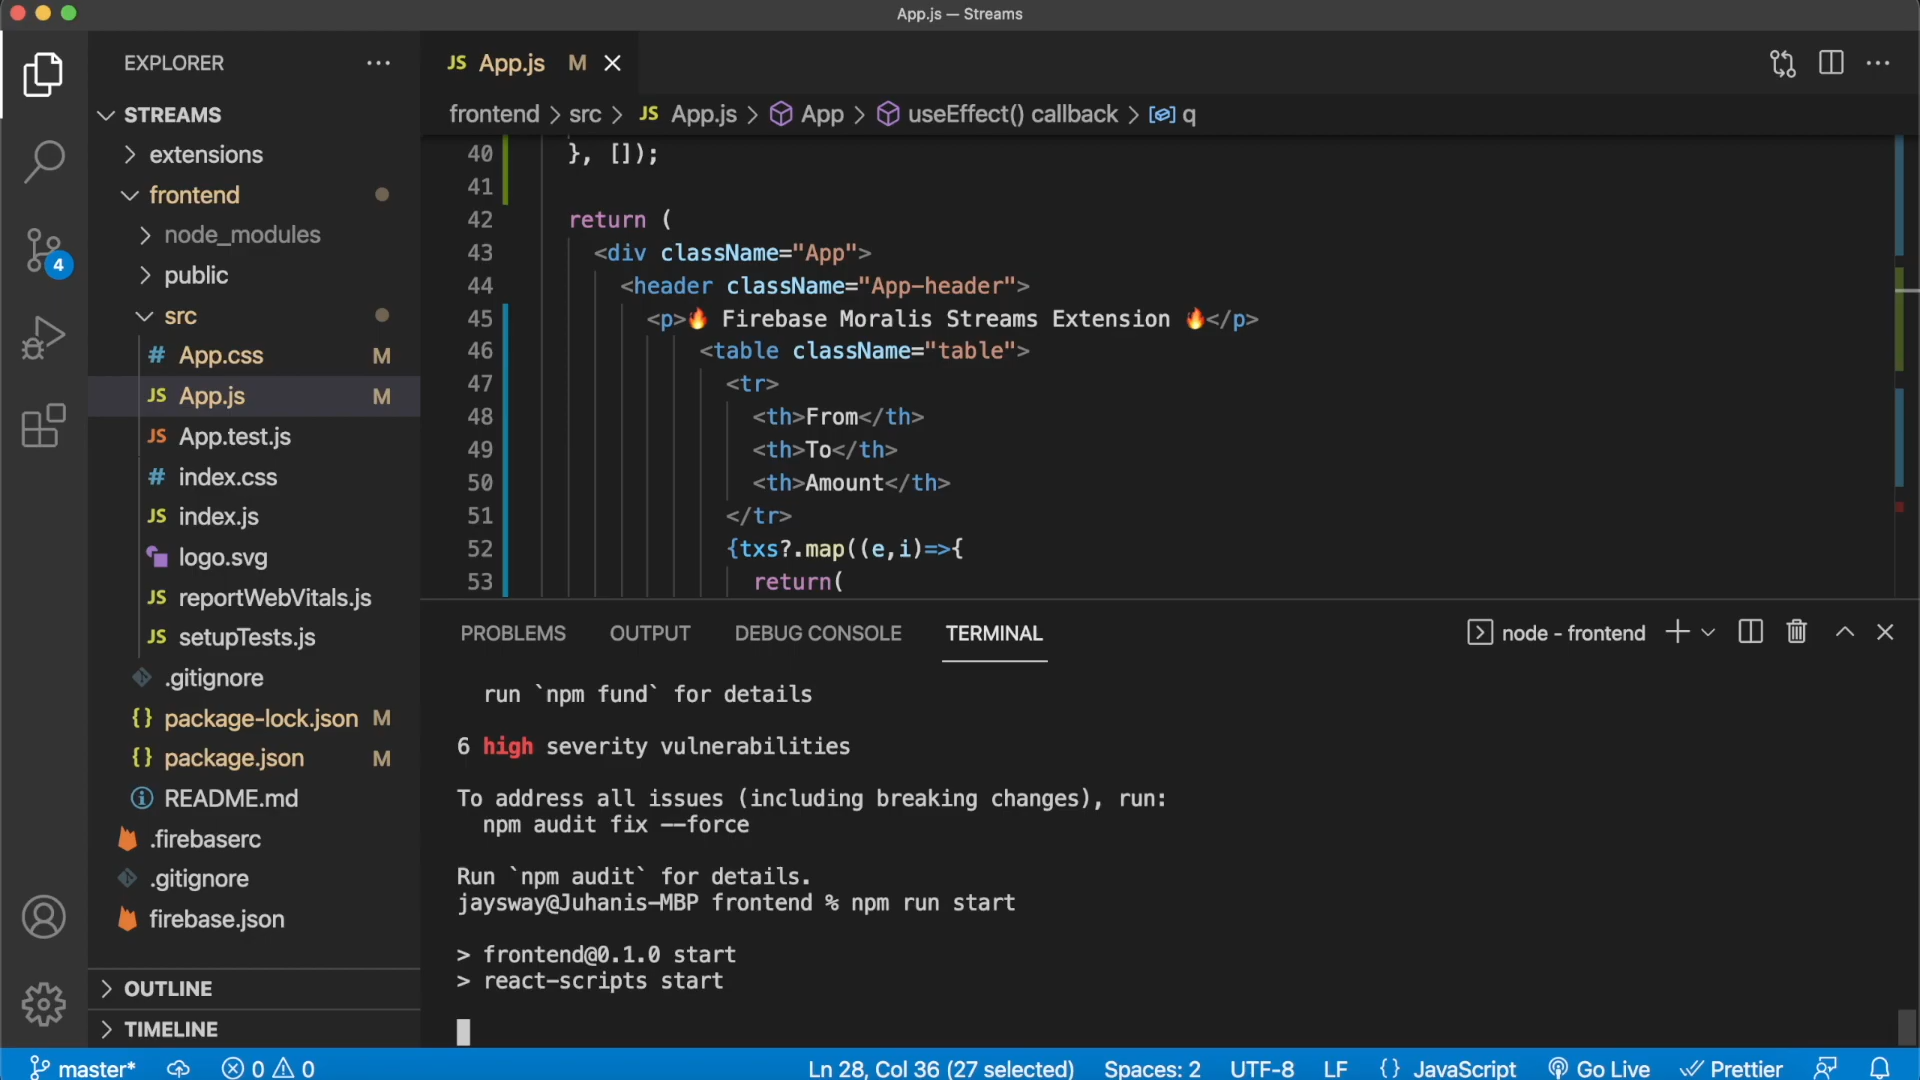 App.js — Streams
EXPLORER
STREAMS
extensions
frontend
node_modules
public
src
# App.css M
JS App.js M
JS App.test.js
# index.css
JS index.js
logo.svg
JS reportWebVitals.js
JS setupTests.js
.gitignore
{} package-lock.json M
{} package.json M
README.md
.firebaserc
.gitignore
firebase.json
OUTLINE
TIMELINE
4
JS App.js M
frontend > src > JS App.js > App > useEffect() callback > q
40 }, []);
41
42 return (
43 <div className="App">
44 <header className="App-header">
45 <p>🔥 Firebase Moralis Streams Extension 🔥</p>
46 <table className="table">
47 <tr>
48 <th>From</th>
49 <th>To</th>
50 <th>Amount</th>
51 </tr>
52 {txs?.map((e,i)=>{
53 return(
PROBLEMS OUTPUT DEBUG CONSOLE TERMINAL
node - frontend
run `npm fund` for details
6 high severity vulnerabilities
To address all issues (including breaking changes), run:
npm audit fix --force
Run `npm audit` for details.
jaysway@Juhanis-MBP frontend % npm run start
> frontend@0.1.0 start
> react-scripts start
master* 0 0 Ln 28, Col 36 (27 selected) Spaces: 2 UTF-8 LF {} JavaScript Go Live Prettier